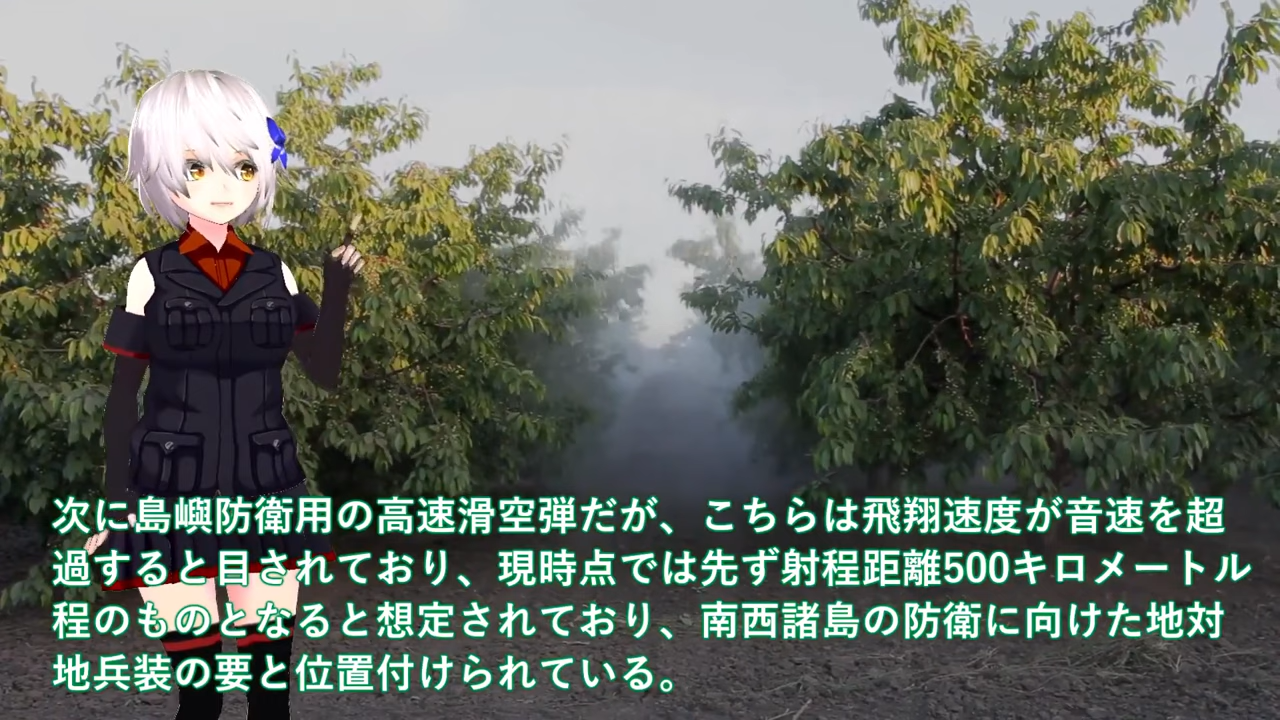 次に島嶼防衛用の高速滑空弾だが、こちらは飛翔速度が音速を超
過すると目されており、現時点では先ず射程距離500キロメートル
程のものとなると想定されており、南西諸島の防衛に向けた地対
地兵装の要と位置付けられている。